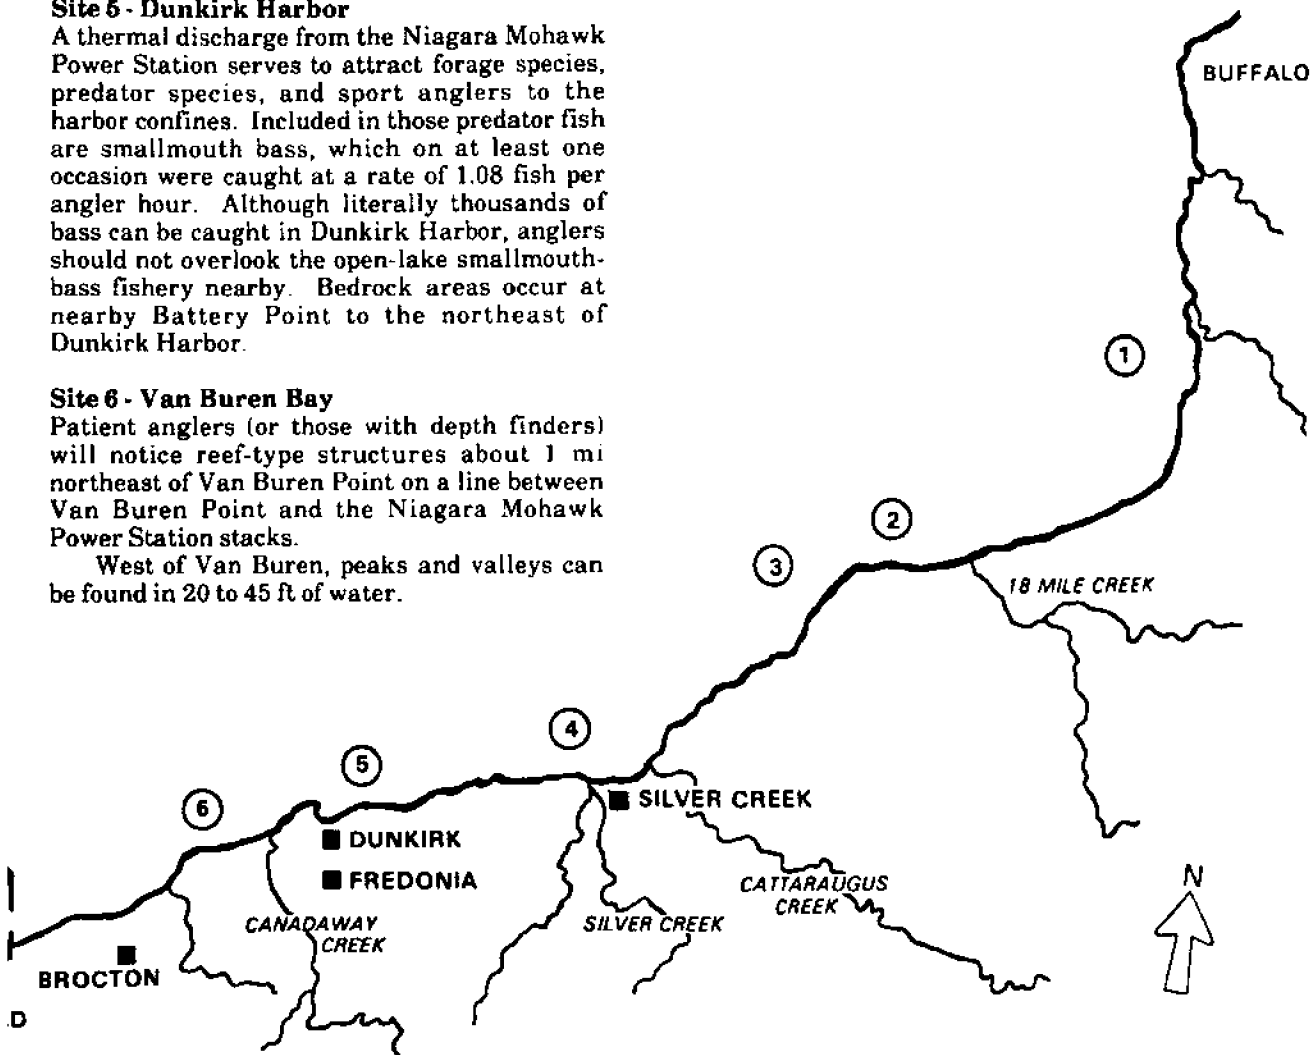 Site 5 - Dunkirk Harbor
A thermal discharge from the Niagara Mohawk
Power Station serves to attract forage species,
predator species, and sport anglers to the
harbor confines. Included in those predator fish
are smallmouth bass, which on at least one
occasion were caught at a rate of 1.08 fish per
angler hour. Although literally thousands of
bass can be caught in Dunkirk Harbor, anglers
should not overlook the open-lake smallmouth-
bass fishery nearby. Bedrock areas occur at
nearby Battery Point to the northeast of
Dunkirk Harbor.
Site 6 - Van Buren Bay
Patient anglers (or those with depth finders)
will notice reef-type structures about 1 mi
northeast of Van Buren Point on a line between
Van Buren Point and the Niagara Mohawk
Power Station stacks.
West of Van Buren, peaks and valleys can
be found in 20 to 45 ft of water.
BUFFALO
1
2
3
18 MILE CREEK
4
5
SILVER CREEK
6
DUNKIRK
FREDONIA
CATTARAUGUS
CREEK
N
CANADAWAY
CREEK
SILVER CREEK
BROCTON
D